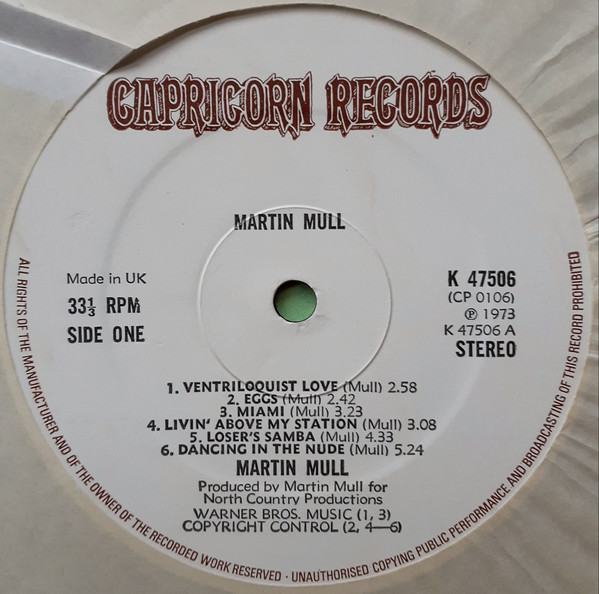 CAPRICORN RECORDS
MARTIN MULL
Made in UK
33⅓ RPM
SIDE ONE
K 47506
(CP 0106)
℗ 1973
K 47506 A
STEREO
1. VENTRILOQUIST LOVE (Mull) 2.58
2. EGGS (Mull) 2.42
3. MIAMI (Mull) 3.23
4. LIVIN' ABOVE MY STATION (Mull) 3.08
5. LOSER'S SAMBA (Mull) 4.33
6. DANCING IN THE NUDE (Mull) 5.24
MARTIN MULL
Produced by Martin Mull for
North Country Productions
WARNER BROS. MUSIC (1, 3)
COPYRIGHT CONTROL (2, 4—6)
ALL RIGHTS OF THE MANUFACTURER AND OF THE OWNER OF THE RECORDED WORK RESERVED · UNAUTHORISED COPYING PUBLIC PERFORMANCE AND BROADCASTING OF THIS RECORD PROHIBITED